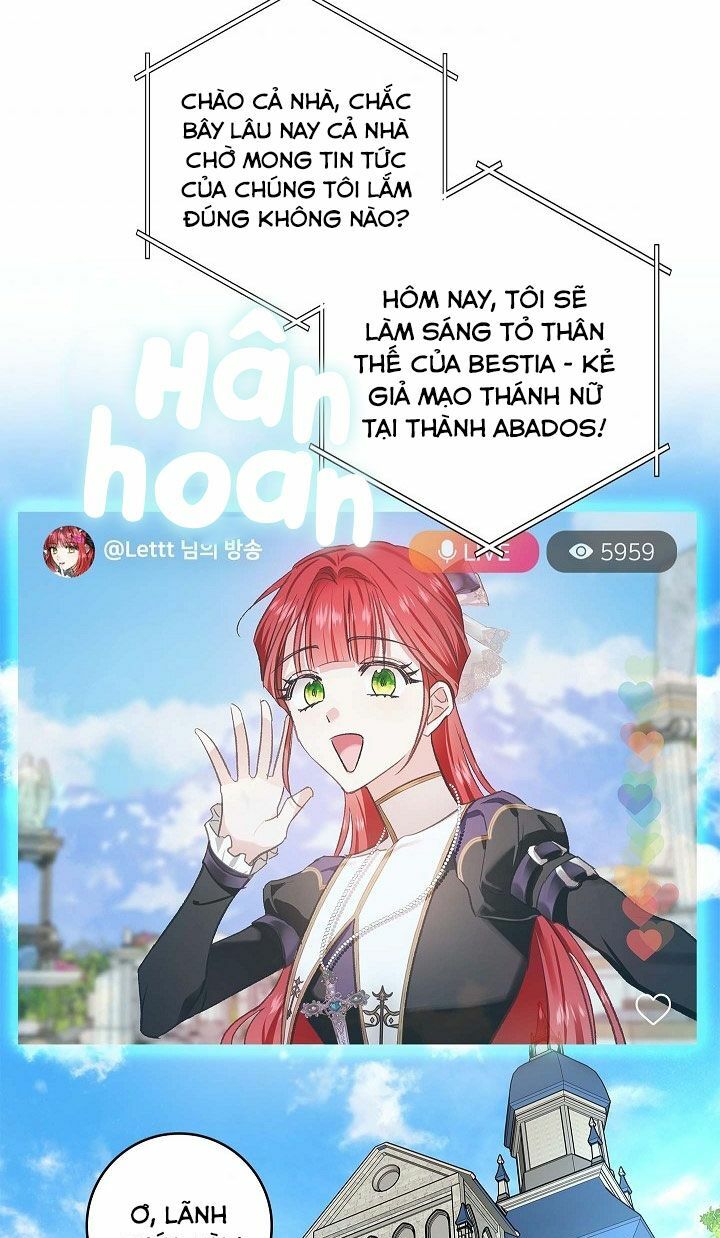 CHÀO CẢ NHÀ, CHẮC
BẤY LÂU NAY CẢ NHÀ
CHỜ MONG TIN TỨC
CỦA CHÚNG TÔI LẮM
ĐÚNG KHÔNG NÀO?
HÔM NAY, TÔI SẼ
LÀM SÁNG TỎ THÂN
THẾ CỦA BESTIA - KẺ
GIẢ MẠO THÁNH NỮ
TẠI THÀNH ABADOS!
Hân
hoan
@Lettt 님의 방송
LIVE
5959
Ơ, LÃNH